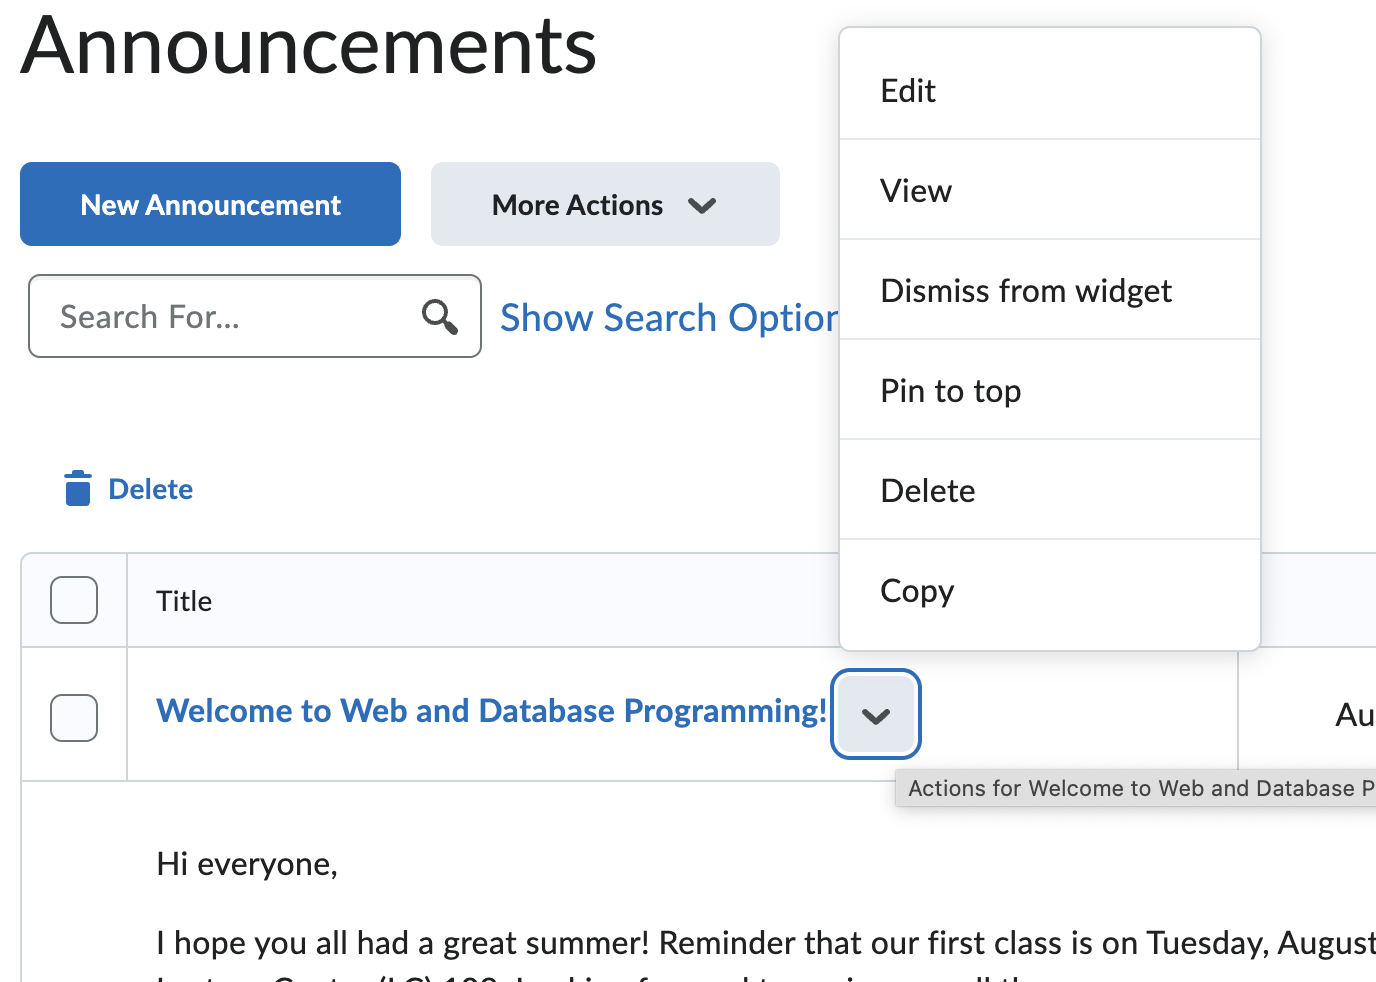 Announcements
New Announcement
More Actions
Search For...
Show Search Option
Edit
View
Dismiss from widget
Pin to top
Delete
Copy
Delete
Title
Welcome to Web and Database Programming!
Au
Actions for Welcome to Web and Database P
Hi everyone,
I hope you all had a great summer! Reminder that our first class is on Tuesday, August